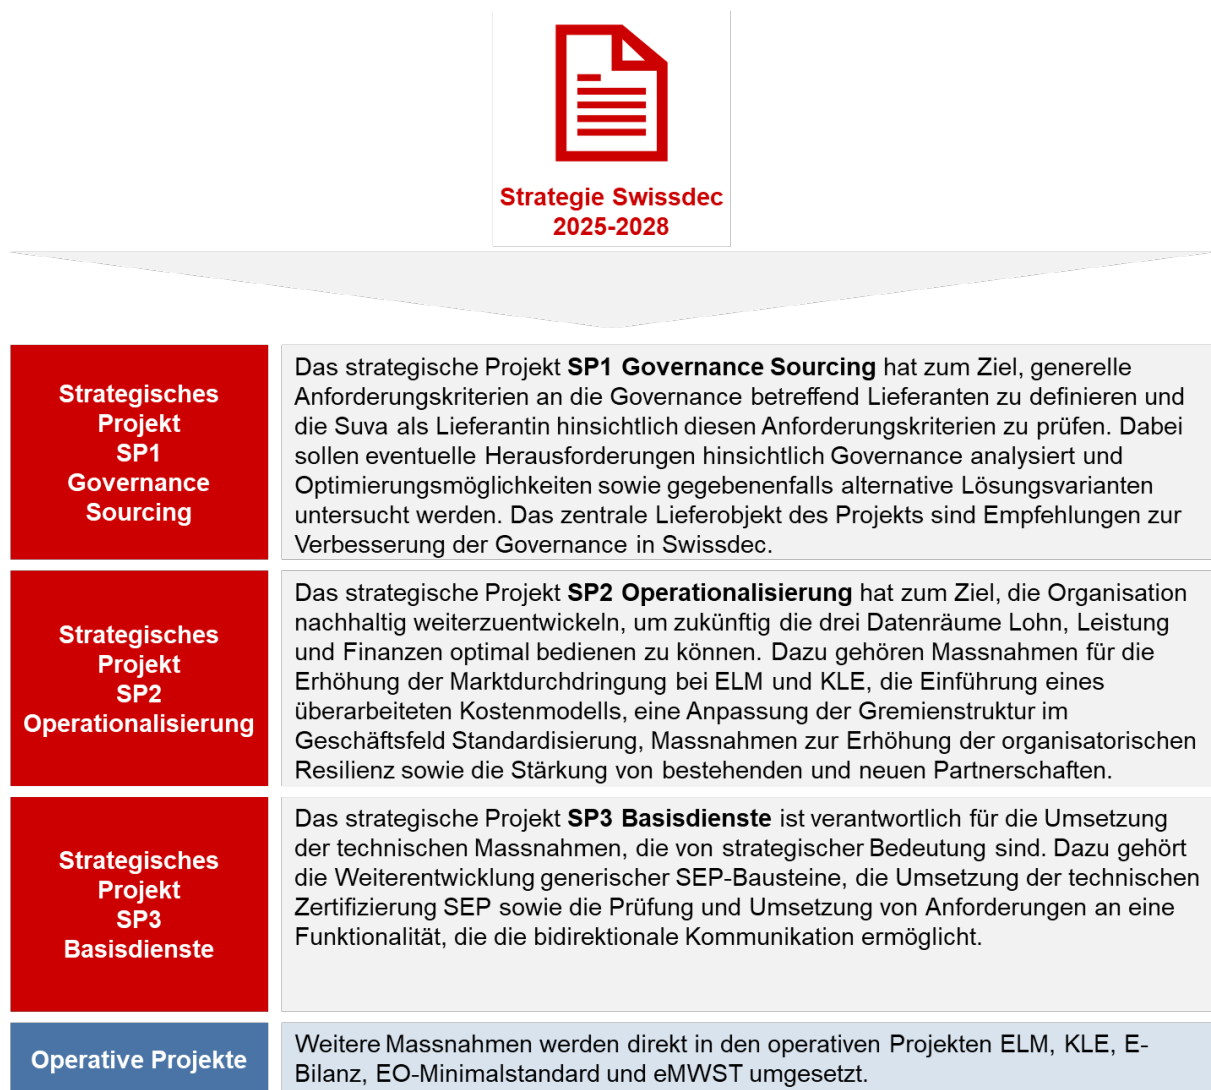 Strategie Swissdec
2025-2028
Strategisches
Projekt
SP1
Governance
Sourcing
Das strategische Projekt SP1 Governance Sourcing hat zum Ziel, generelle
Anforderungskriterien an die Governance betreffend Lieferanten zu definieren und
die Suva als Lieferantin hinsichtlich diesen Anforderungskriterien zu prüfen. Dabei
sollen eventuelle Herausforderungen hinsichtlich Governance analysiert und
Optimierungsmöglichkeiten sowie gegebenenfalls alternative Lösungsvarianten
untersucht werden. Das zentrale Lieferobjekt des Projekts sind Empfehlungen zur
Verbesserung der Governance in Swissdec.
Strategisches
Projekt
SP2
Operationalisierung
Das strategische Projekt SP2 Operationalisierung hat zum Ziel, die Organisation
nachhaltig weiterzuentwickeln, um zukünftig die drei Datenräume Lohn, Leistung
und Finanzen optimal bedienen zu können. Dazu gehören Massnahmen für die
Erhöhung der Marktdurchdringung bei ELM und KLE, die Einführung eines
überarbeiteten Kostenmodells, eine Anpassung der Gremienstruktur im
Geschäftsfeld Standardisierung, Massnahmen zur Erhöhung der organisatorischen
Resilienz sowie die Stärkung von bestehenden und neuen Partnerschaften.
Strategisches
Projekt
SP3
Basisdienste
Das strategische Projekt SP3 Basisdienste ist verantwortlich für die Umsetzung
der technischen Massnahmen, die von strategischer Bedeutung sind. Dazu gehört
die Weiterentwicklung generischer SEP-Bausteine, die Umsetzung der technischen
Zertifizierung SEP sowie die Prüfung und Umsetzung von Anforderungen an eine
Funktionalität, die die bidirektionale Kommunikation ermöglicht.
Operative Projekte
Weitere Massnahmen werden direkt in den operativen Projekten ELM, KLE, E-
Bilanz, EO-Minimalstandard und eMWST umgesetzt.